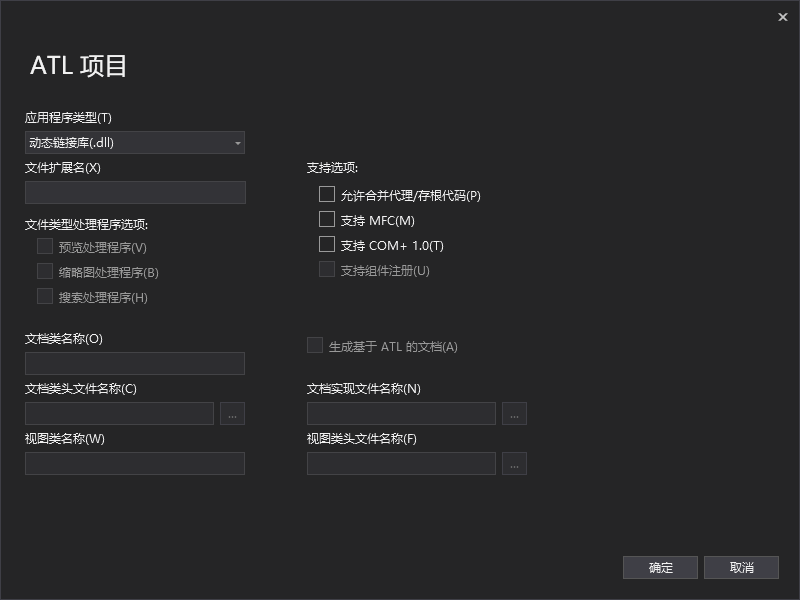 ATL 项目
应用程序类型(T)
动态链接库(.dll)
文件扩展名(X)
支持选项:
允许合并代理/存根代码(P)
支持 MFC(M)
支持 COM+ 1.0(T)
支持组件注册(U)
文件类型处理程序选项:
预览处理程序(V)
缩略图处理程序(B)
搜索处理程序(H)
文档类名称(O)
生成基于 ATL 的文档(A)
文档类头文件名称(C)
...
文档实现文件名称(N)
...
视图类名称(W)
视图类头文件名称(F)
...
确定
取消